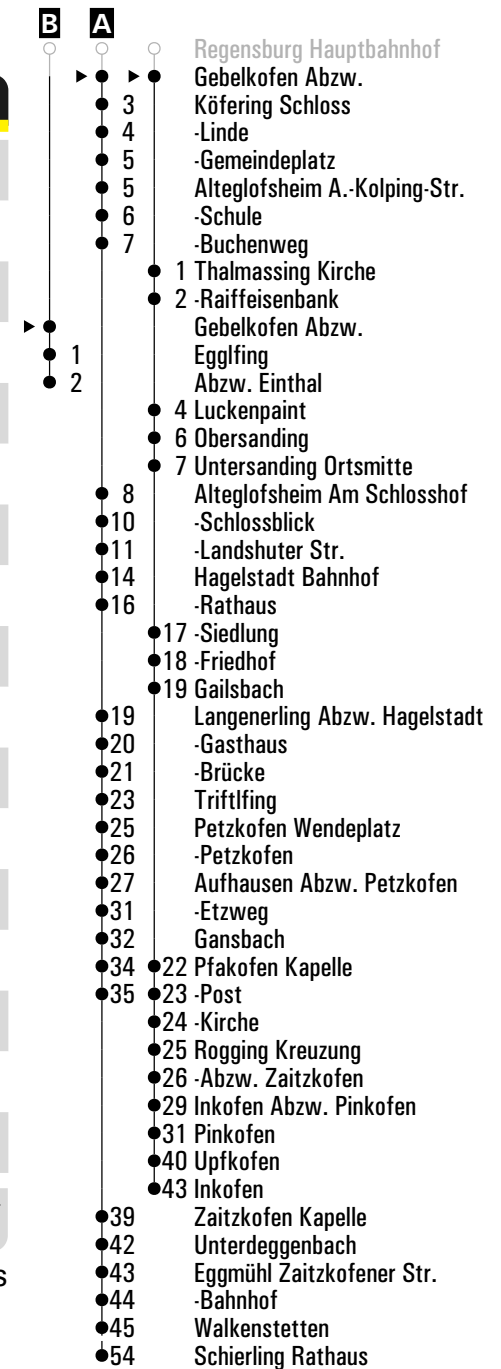 B A
Regensburg Hauptbahnhof
Gebelkofen Abzw.
3 Köfering Schloss
4 -Linde
5 -Gemeindeplatz
5 Alteglofsheim A.-Kolping-Str.
6 -Schule
7 -Buchenweg
1 Thalmassing Kirche
2 -Raiffeisenbank
Gebelkofen Abzw.
1 Egglfing
2 Abzw. Einthal
4 Luckenpaint
6 Obersanding
7 Untersanding Ortsmitte
8 Alteglofsheim Am Schlosshof
10 -Schlossblick
11 -Landshuter Str.
14 Hagelstadt Bahnhof
16 -Rathaus
17 -Siedlung
18 -Friedhof
19 Gailsbach
19 Langenerling Abzw. Hagelstadt
20 -Gasthaus
21 -Brücke
23 Triftlfing
25 Petzkofen Wendeplatz
26 -Petzkofen
27 Aufhausen Abzw. Petzkofen
31 -Etzweg
32 Gansbach
34 22 Pfakofen Kapelle
35 23 -Post
24 -Kirche
25 Rogging Kreuzung
26 -Abzw. Zaitzkofen
29 Inkofen Abzw. Pinkofen
31 Pinkofen
40 Upfkofen
43 Inkofen
39 Zaitzkofen Kapelle
42 Unterdeggenbach
43 Eggmühl Zaitzkofener Str.
44 -Bahnhof
45 Walkenstetten
54 Schierling Rathaus
s